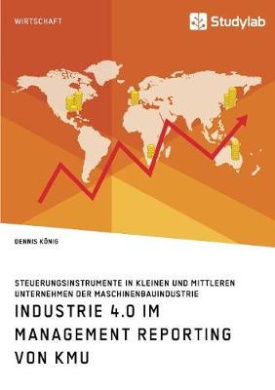 WIRTSCHAFT
Studylab
DENNIS KÖNIG
STEUERUNGSINSTRUMENTE IN KLEINEN UND MITTLEREN
UNTERNEHMEN DER MASCHINENBAUINDUSTRIE
INDUSTRIE 4.0 IM
MANAGEMENT REPORTING
VON KMU